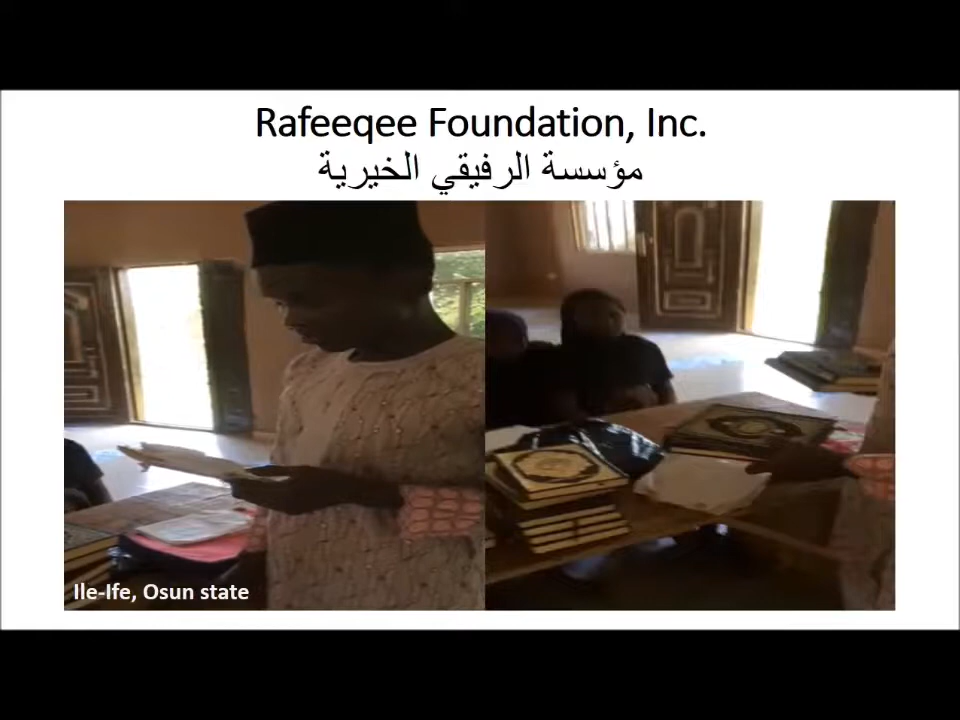 Rafeeqee Foundation, Inc.
مؤسسة الرفيقي الخيرية
Ile-Ife, Osun state